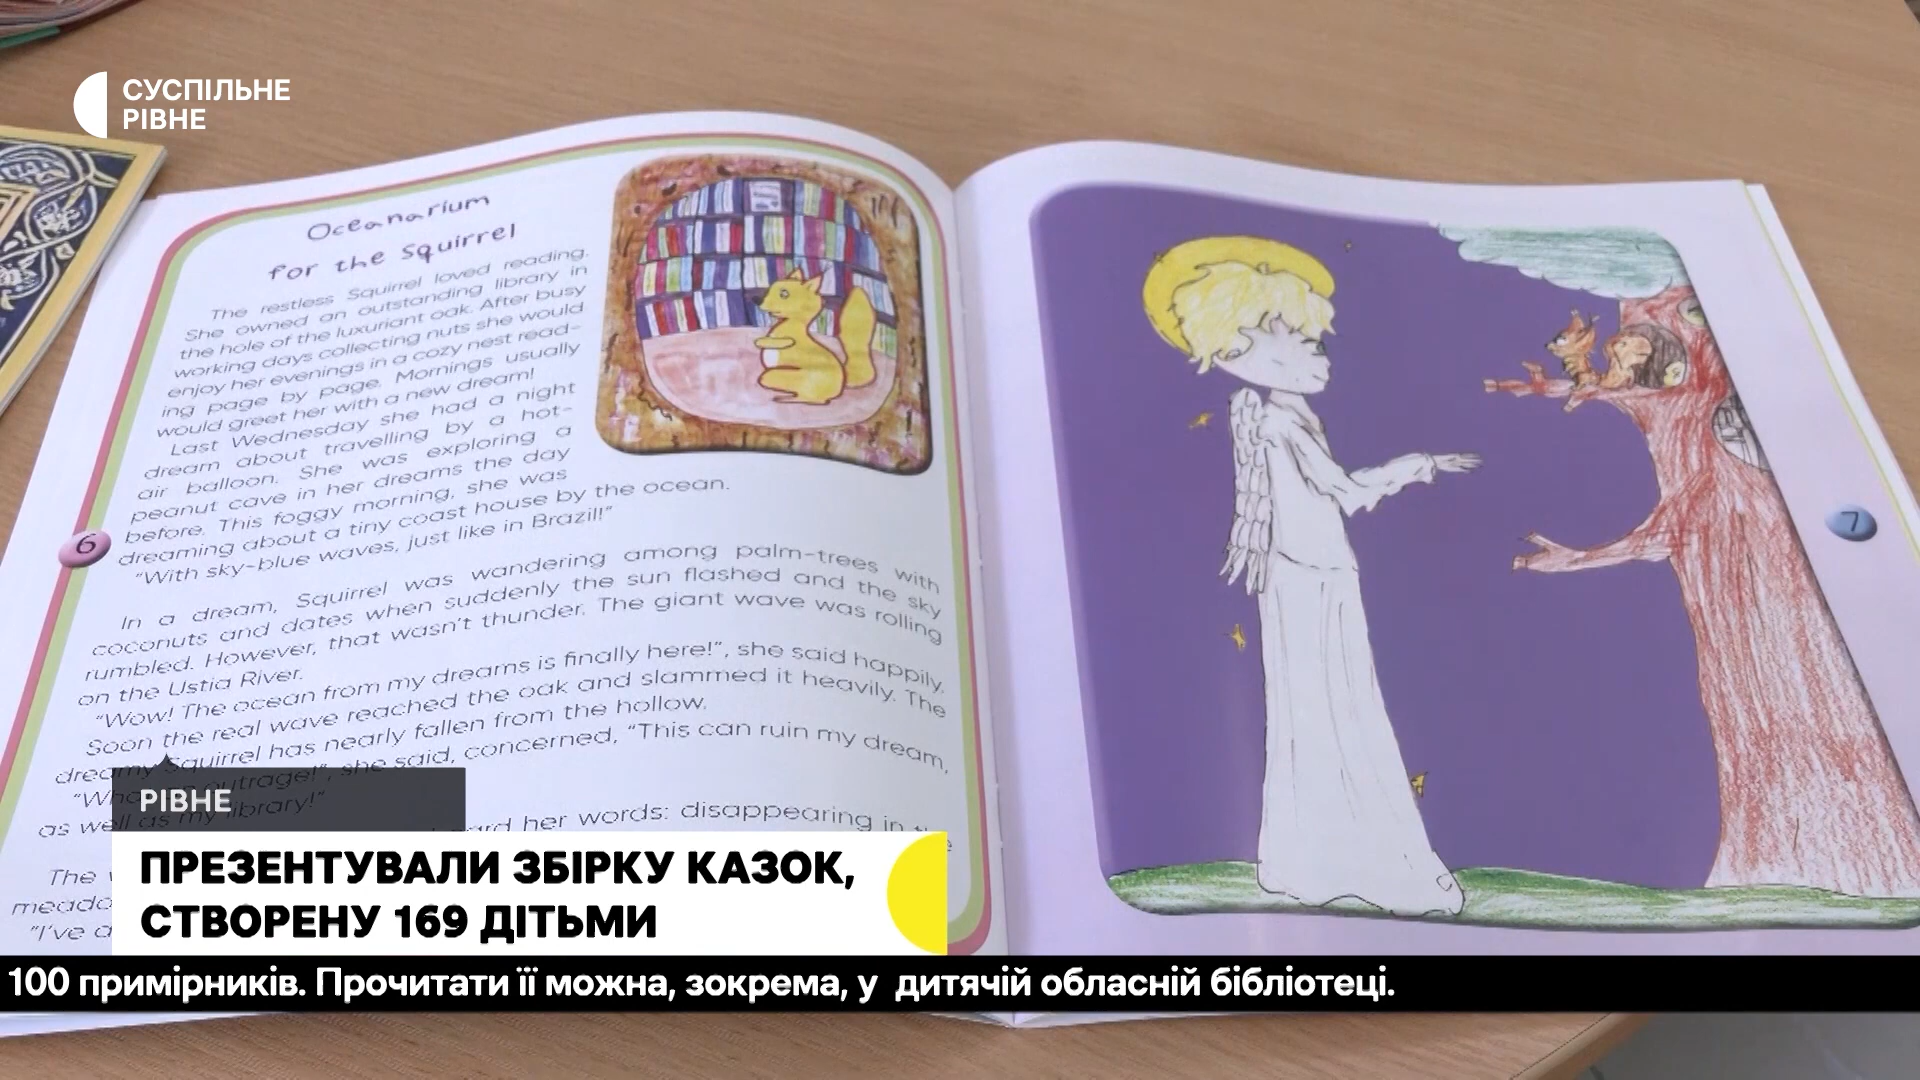 СУСПІЛЬНЕ
РІВНЕ
Oceanarium
for the Squirrel
The restless Squirrel loved reading.
She owned an outstanding library in
the hole of the luxuriant oak. After busy
working days collecting nuts she would
enjoy her evenings in a cozy nest read-
ing page by page. Mornings usually
would greet her with a new dream!
Last Wednesday she had a night
dream about travelling by a hot-
air balloon. She was exploring a
peanut cave in her dreams the day
before. This foggy morning, she was
dreaming about a tiny coast house by the ocean.
"With sky-blue waves, just like in Brazil!"
In a dream, Squirrel was wandering among palm-trees with
coconuts and dates when suddenly the sun flashed and the sky
rumbled. However, that wasn't thunder. The giant wave was rolling
on the Ustia River.
"Wow! The ocean from my dreams is finally here!", she said happily.
Soon the real wave reached the oak and slammed it heavily. The
dreamy Squirrel has nearly fallen from the hollow.
outrage!", she said, concerned, "This can ruin my dream,
as well as my library!"
her words: disappearing in
The
"I've
6
7
РІВНЕ
ПРЕЗЕНТУВАЛИ ЗБІРКУ КАЗОК,
СТВОРЕНУ 169 ДІТЬМИ
100 примірників. Прочитати її можна, зокрема, у дитячій обласній бібліотеці.